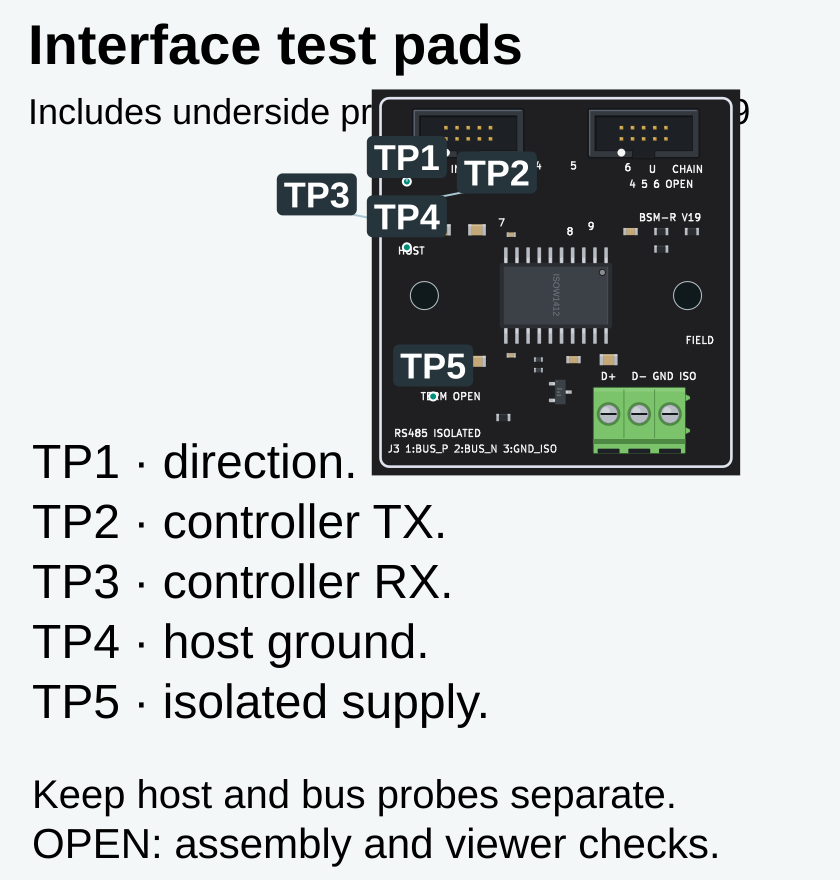 Interface test pads
Includes underside pr
9
TP1
TP2
TP3
TP4
TP5
5
6 U CHAIN
4 5 6 OPEN
BSM-R V19
7
8 9
HOST
ISOW1412
FIELD
D+ D- GND ISO
TERM OPEN
RS485 ISOLATED
J3 1:BUS_P 2:BUS_N 3:GND_ISO
TP1 · direction.
TP2 · controller TX.
TP3 · controller RX.
TP4 · host ground.
TP5 · isolated supply.
Keep host and bus probes separate.
OPEN: assembly and viewer checks.